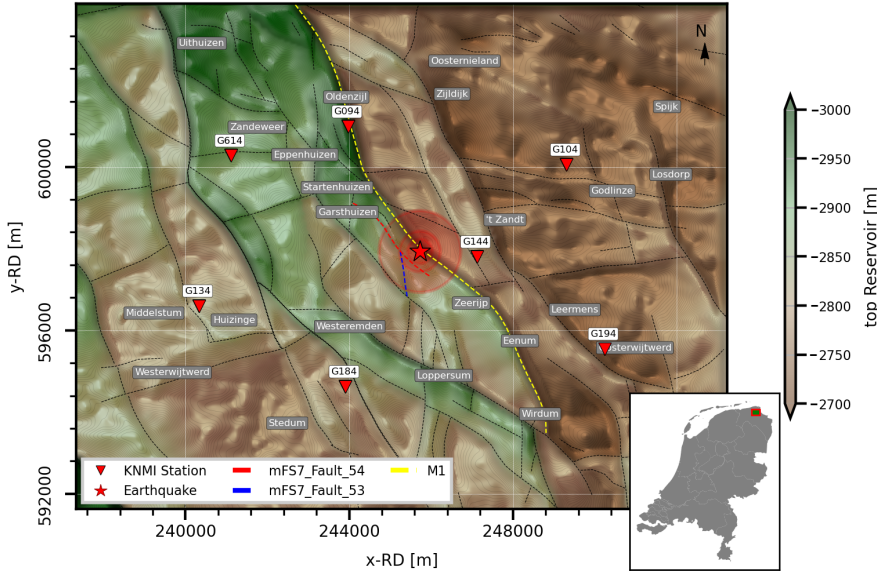 Uithuizen
N
Oosternieland
Oldenzijl
Zijldijk
G094
Spijk
Zandeweer
G614
G104
Eppenhuizen
Losdorp
Startenhuizen
Godlinze
Garsthuizen
't Zandt
G144
G134
Zeerijp
Leermens
Middelstum
Huizinge
Westeremden
G194
Eenum
Westerwijtwerd
G184
Loppersum
Westerwijtwerd
Wirdum
Stedum
KNMI Station
Earthquake
mFS7_Fault_54
mFS7_Fault_53
M1
600000
596000
592000
y-RD [m]
240000
244000
248000
x-RD [m]
−3000
−2950
−2900
−2850
−2800
−2750
−2700
top Reservoir [m]